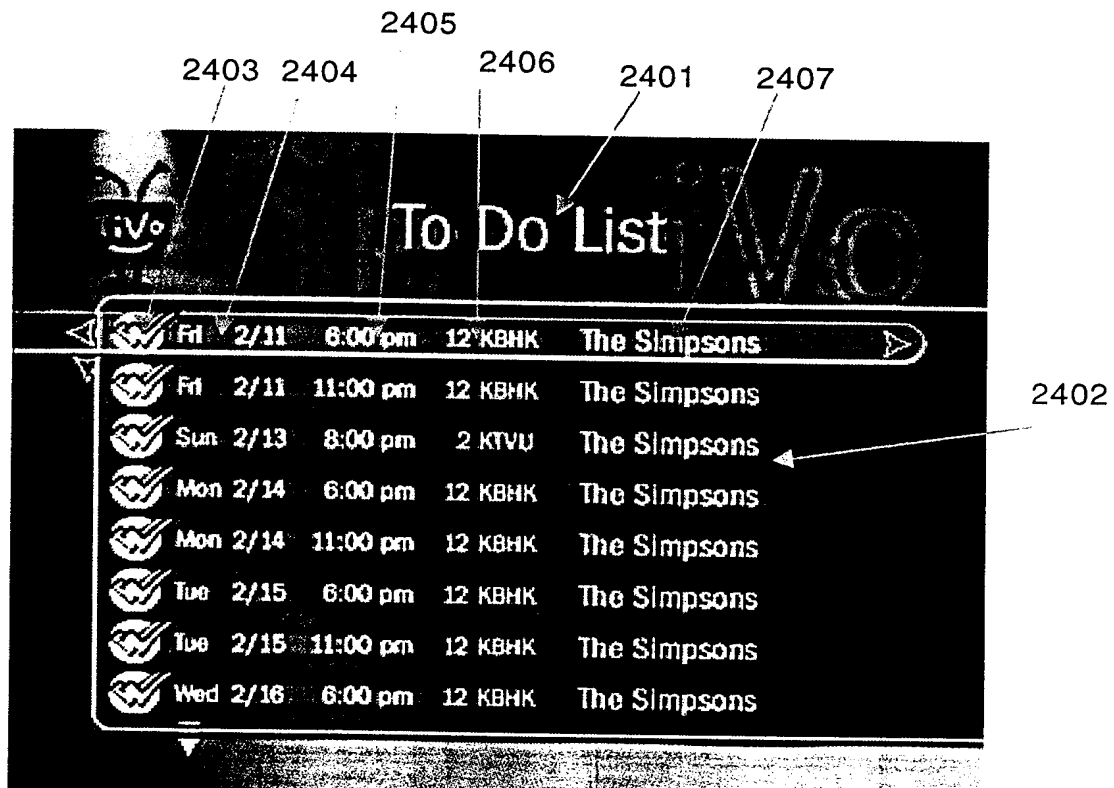 2405
2403 2404 2406 2401 2407
TiVo
To Do List
iVo
Fri 2/11 6:00 pm 12 KBHK The Simpsons
Fri 2/11 11:00 pm 12 KBHK The Simpsons
2402
Sun 2/13 8:00 pm 2 KTVU The Simpsons
Mon 2/14 6:00 pm 12 KBHK The Simpsons
Mon 2/14 11:00 pm 12 KBHK The Simpsons
Tue 2/15 6:00 pm 12 KBHK The Simpsons
Tue 2/15 11:00 pm 12 KBHK The Simpsons
Wed 2/16 6:00 pm 12 KBHK The Simpsons